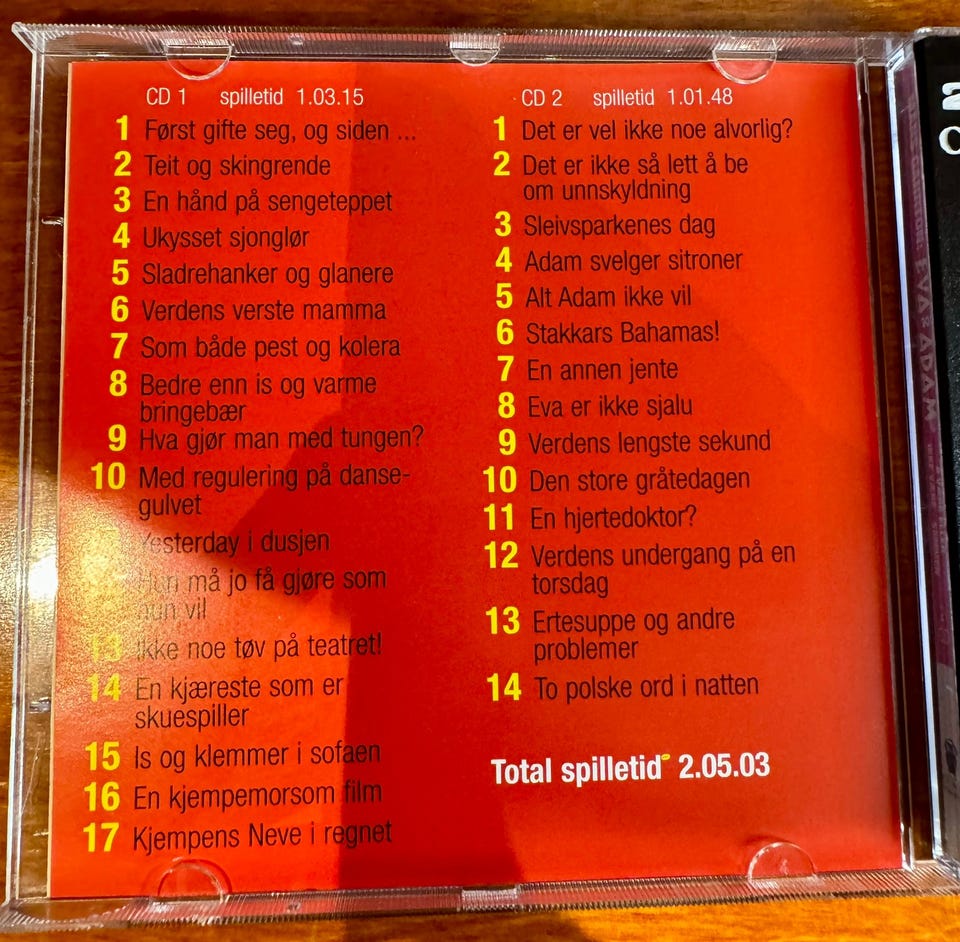 CD 1 spilletid 1.03.15
1 Først gifte seg, og siden ...
2 Teit og skingrende
3 En hånd på sengeteppet
4 Ukysset sjonglør
5 Sladrehanker og glanere
6 Verdens verste mamma
7 Som både pest og kolera
8 Bedre enn is og varme
bringebær
9 Hva gjør man med tungen?
10 Med regulering på danse-
gulvet
Yesterday i dusjen
Hun må jo få gjøre som
hun vil
13 Ikke noe tøv på teatret!
14 En kjæreste som er
skuespiller
15 Is og klemmer i sofaen
16 En kjempemorsom film
17 Kjempens Neve i regnet
CD 2 spilletid 1.01.48
1 Det er vel ikke noe alvorlig?
2 Det er ikke så lett å be
om unnskyldning
3 Sleivsparkenes dag
4 Adam svelger sitroner
5 Alt Adam ikke vil
6 Stakkars Bahamas!
7 En annen jente
8 Eva er ikke sjalu
9 Verdens lengste sekund
10 Den store gråtedagen
11 En hjertedoktor?
12 Verdens undergang på en
torsdag
13 Ertesuppe og andre
problemer
14 To polske ord i natten
Total spilletid 2.05.03
2
EVA & ADAM